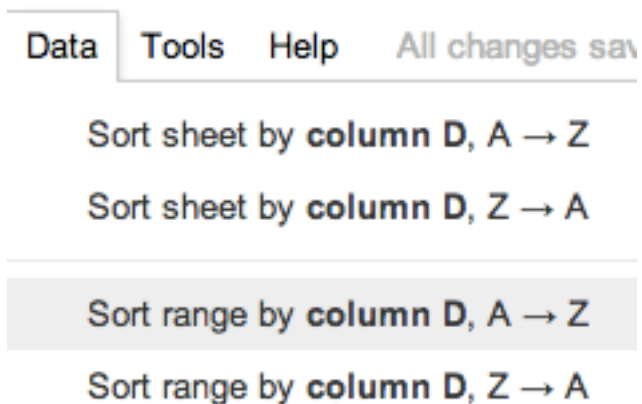 Data Tools Help All changes sav
Sort sheet by column D, A → Z
Sort sheet by column D, Z → A
Sort range by column D, A → Z
Sort range by column D, Z → A